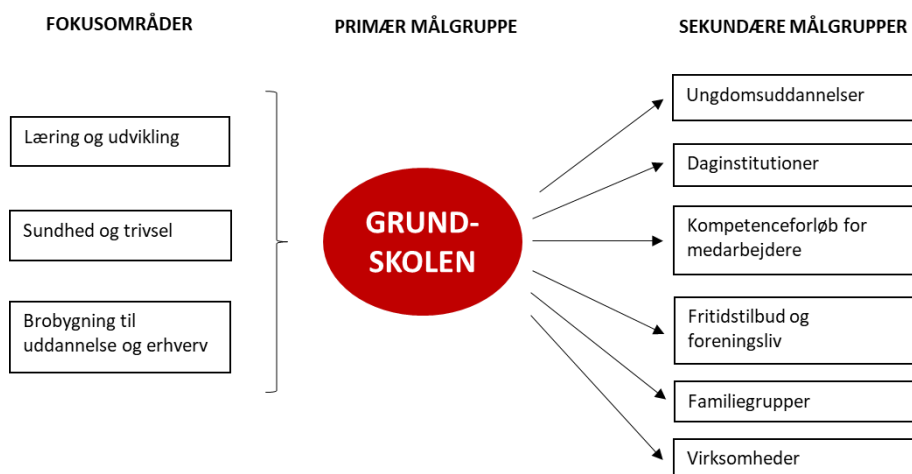 FOKUSOMRÅDER
PRIMÆR MÅLGRUPPE
SEKUNDÆRE MÅLGRUPPER
Læring og udvikling
Sundhed og trivsel
Brobygning til
uddannelse og erhverv
GRUND-
SKOLEN
Ungdomsuddannelser
Daginstitutioner
Kompetenceforløb for
medarbejdere
Fritidstilbud og
foreningsliv
Familiegrupper
Virksomheder